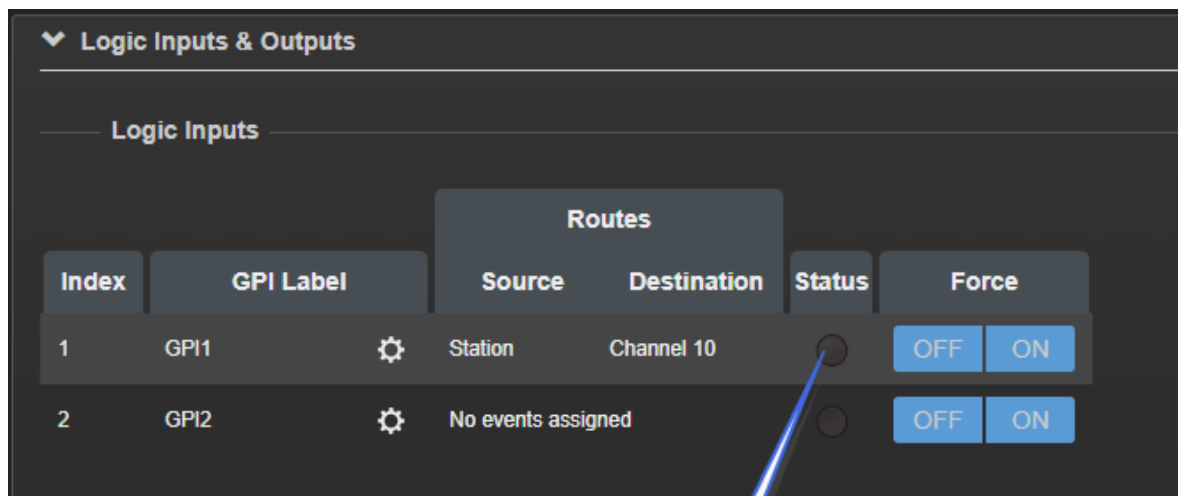 Logic Inputs & Outputs
Logic Inputs
Routes
Index GPI Label Source Destination Status Force
1 GPI1 Station Channel 10 OFF ON
2 GPI2 No events assigned OFF ON